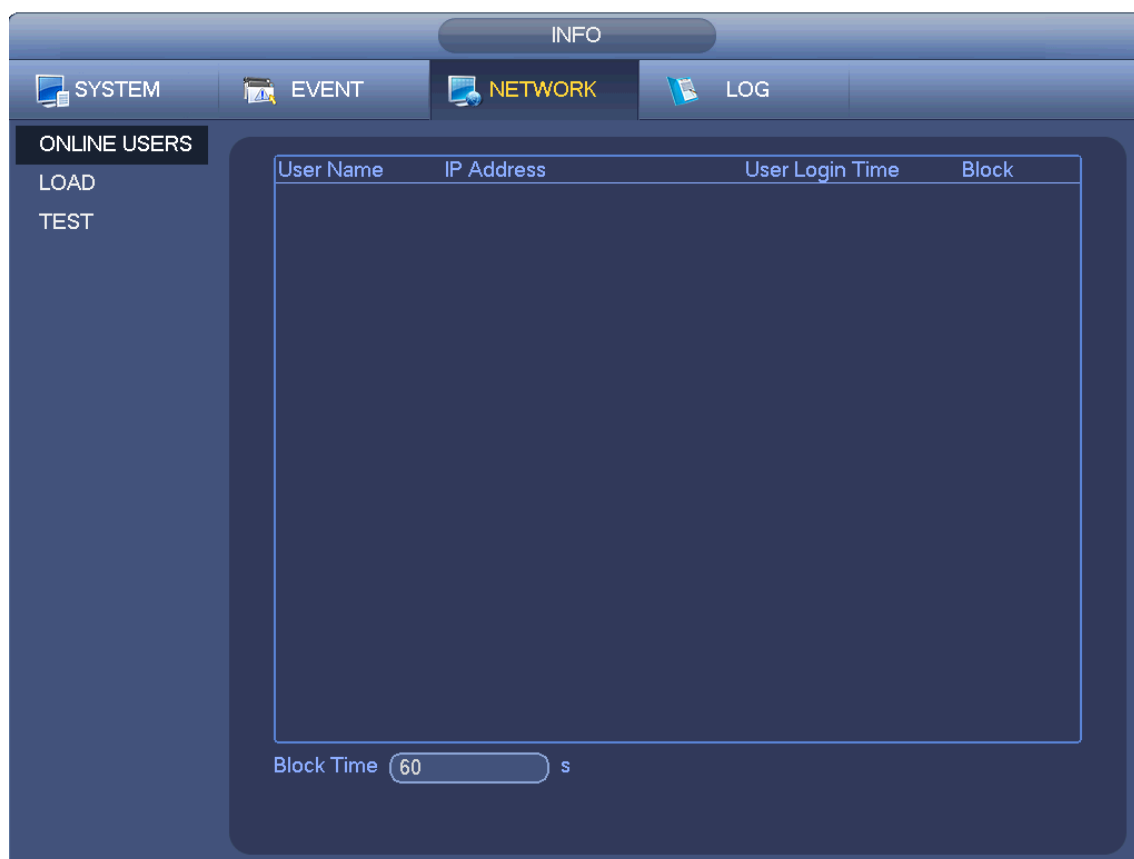 INFO
SYSTEM EVENT NETWORK LOG
ONLINE USERS
LOAD
TEST
User Name IP Address User Login Time Block
Block Time 60 s